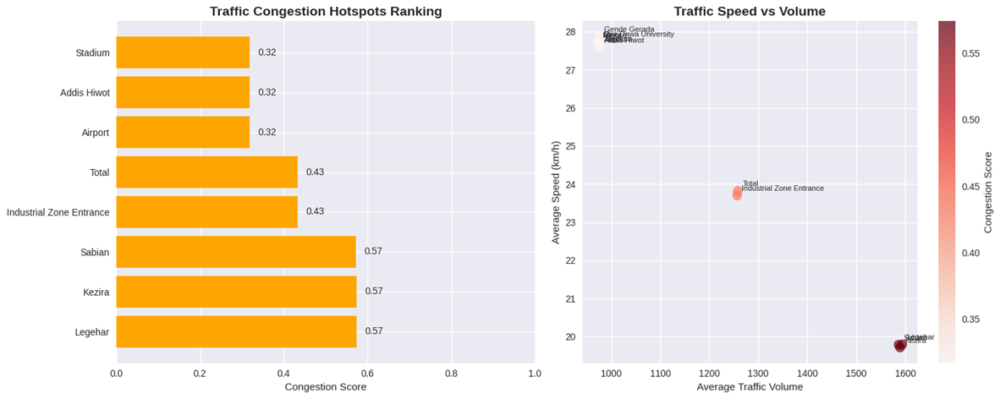 Traffic Congestion Hotspots Ranking
Stadium
0.32
Addis Hiwot
0.32
Airport
0.32
Total
0.43
Industrial Zone Entrance
0.43
Sabian
0.57
Kezira
0.57
Legehar
0.57
0.0
0.2
0.4
0.6
0.8
1.0
Congestion Score
Traffic Speed vs Volume
Average Speed (km/h)
28
27
26
25
24
23
22
21
20
Gende Gerada
Dawa University
Addis Hiwot
Total
Industrial Zone Entrance
Legehar
Kezira
1000
1100
1200
1300
1400
1500
1600
Average Traffic Volume
0.55
0.50
0.45
0.40
0.35
Congestion Score